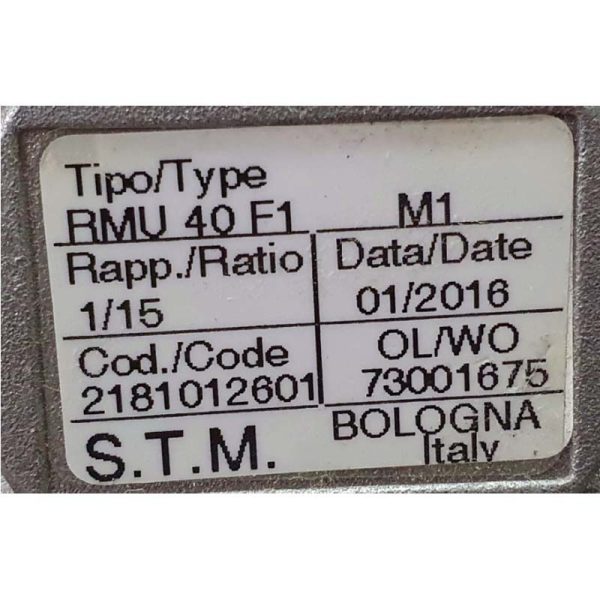 Tipo/Type
RMU 40 F1 M1
Rapp./Ratio Data/Date
1/15 01/2016
Cod./Code OL/WO
2181012601 73001675
S.T.M. BOLOGNA
Italy